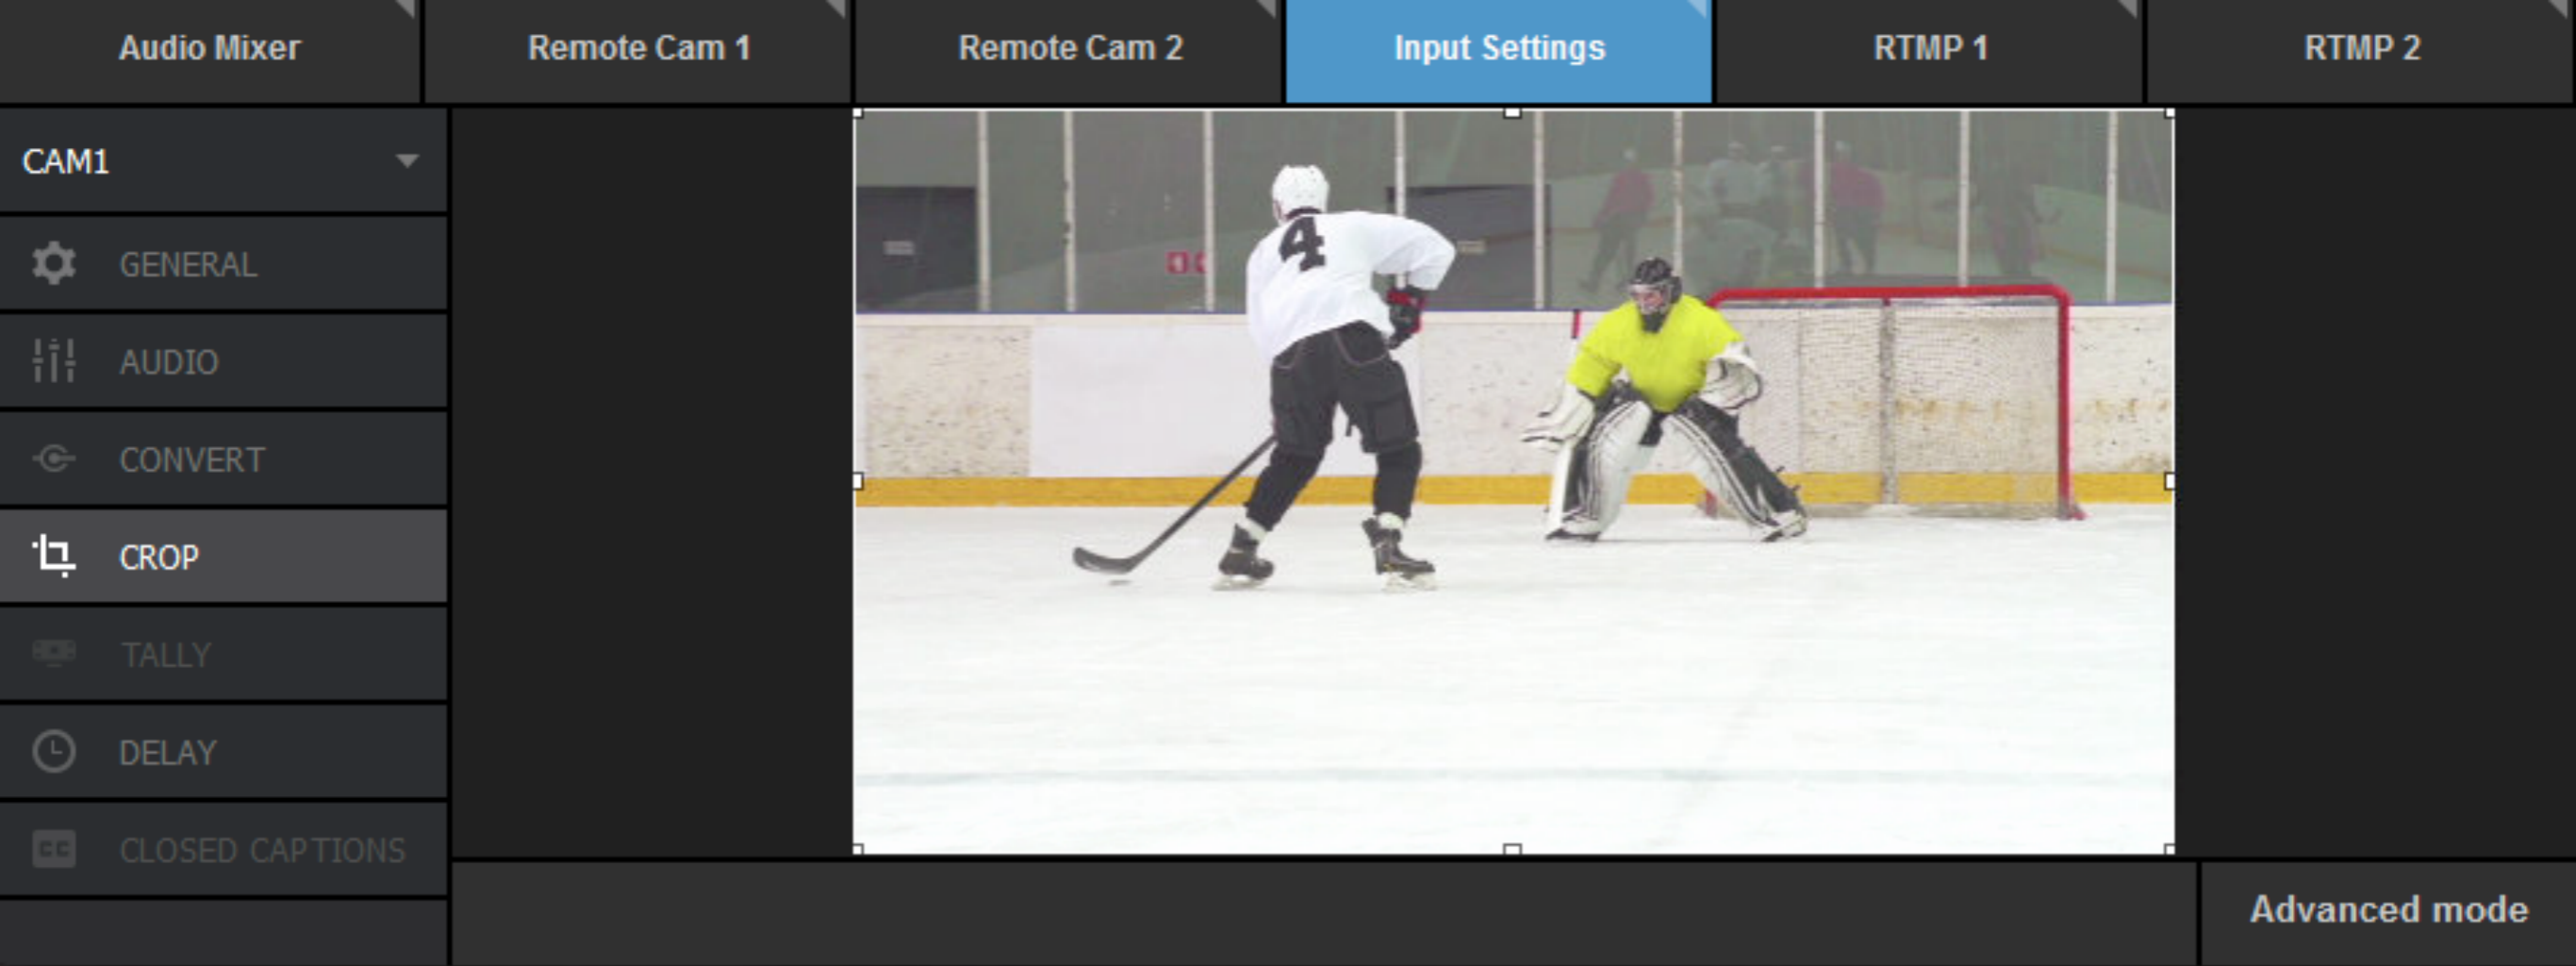 Audio Mixer
Remote Cam 1
Remote Cam 2
Input Settings
RTMP 1
RTMP 2
CAM1
GENERAL
AUDIO
CONVERT
CROP
TALLY
DELAY
CC CLOSED CAPTIONS
4
Advanced mode